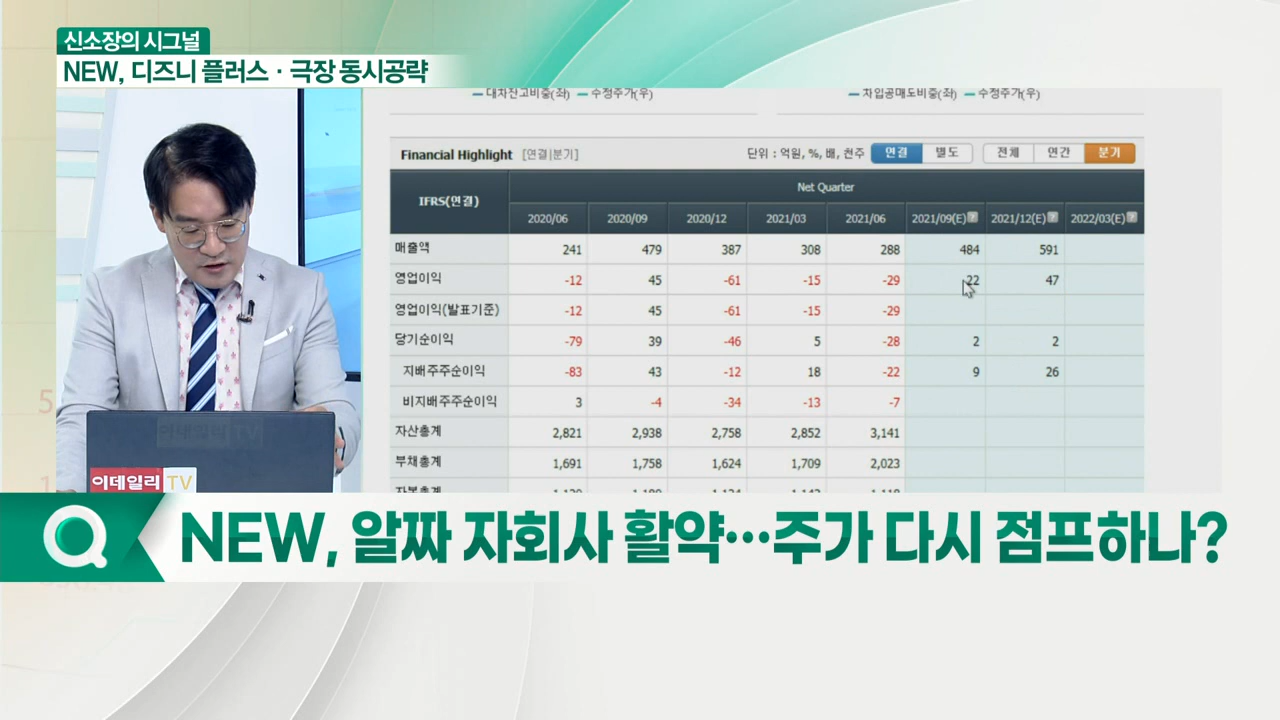 신소장의 시그널
NEW, 디즈니 플러스 · 극장 동시공략
대차잔고비중(좌) 수정주가(우) 차입공매도비중(좌) 수정주가(우)
Financial Highlight [연결|분기] 단위 : 억원, %, 배, 천주 연결 별도 전체 연간 분기
IFRS(연결) Net Quarter
2020/06 2020/09 2020/12 2021/03 2021/06 2021/09(E) 2021/12(E) 2022/03(E)
매출액 241 479 387 308 288 484 591
영업이익 -12 45 -61 -15 -29 22 47
영업이익(발표기준) -12 45 -61 -15 -29
당기순이익 -79 39 -46 5 -28 2 2
지배주주순이익 -83 43 -12 18 -22 9 26
비지배주주순이익 3 -4 -34 -13 -7
자산총계 2,821 2,938 2,758 2,852 3,141
부채총계 1,691 1,758 1,624 1,709 2,023
이데일리 TV
NEW, 알짜 자회사 활약…주가 다시 점프하나?